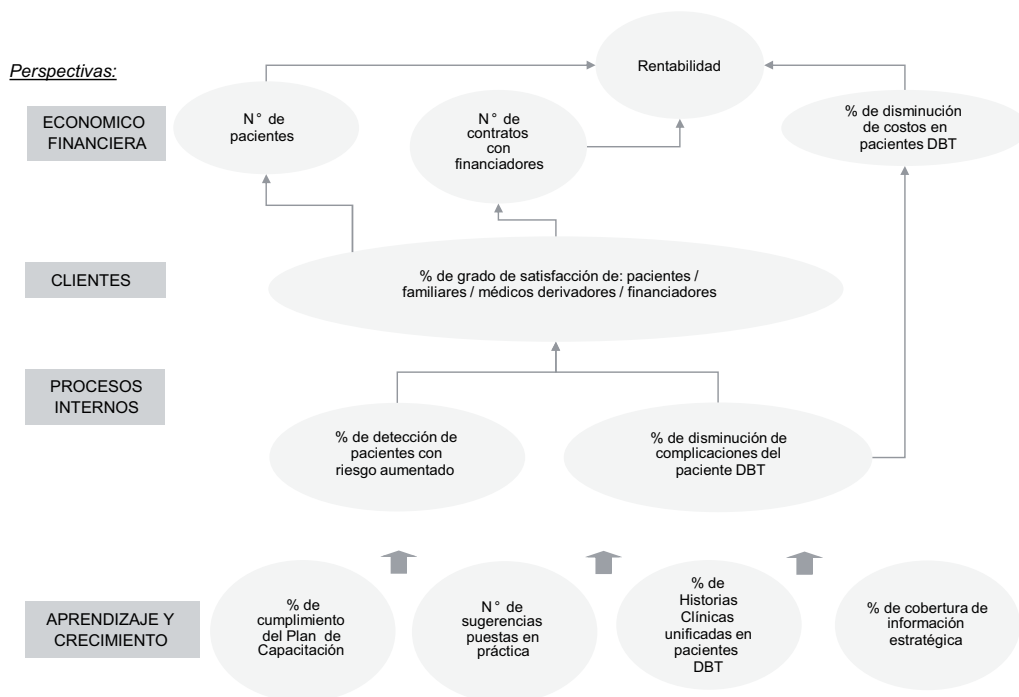 Perspectivas:
Rentabilidad
ECONOMICO
FINANCIERA
N° de
pacientes
N° de
contratos
con
financiadores
% de disminución
de costos en
pacientes DBT
CLIENTES
% de grado de satisfacción de: pacientes /
familiares / médicos derivadores / financiadores
PROCESOS
INTERNOS
% de detección de
pacientes con
riesgo aumentado
% de disminución de
complicaciones del
paciente DBT
APRENDIZAJE Y
CRECIMIENTO
% de
cumplimiento
del Plan de
Capacitación
N° de
sugerencias
puestas en
práctica
% de
Historias
Clínicas
unificadas en
pacientes
DBT
% de cobertura de
información
estratégica